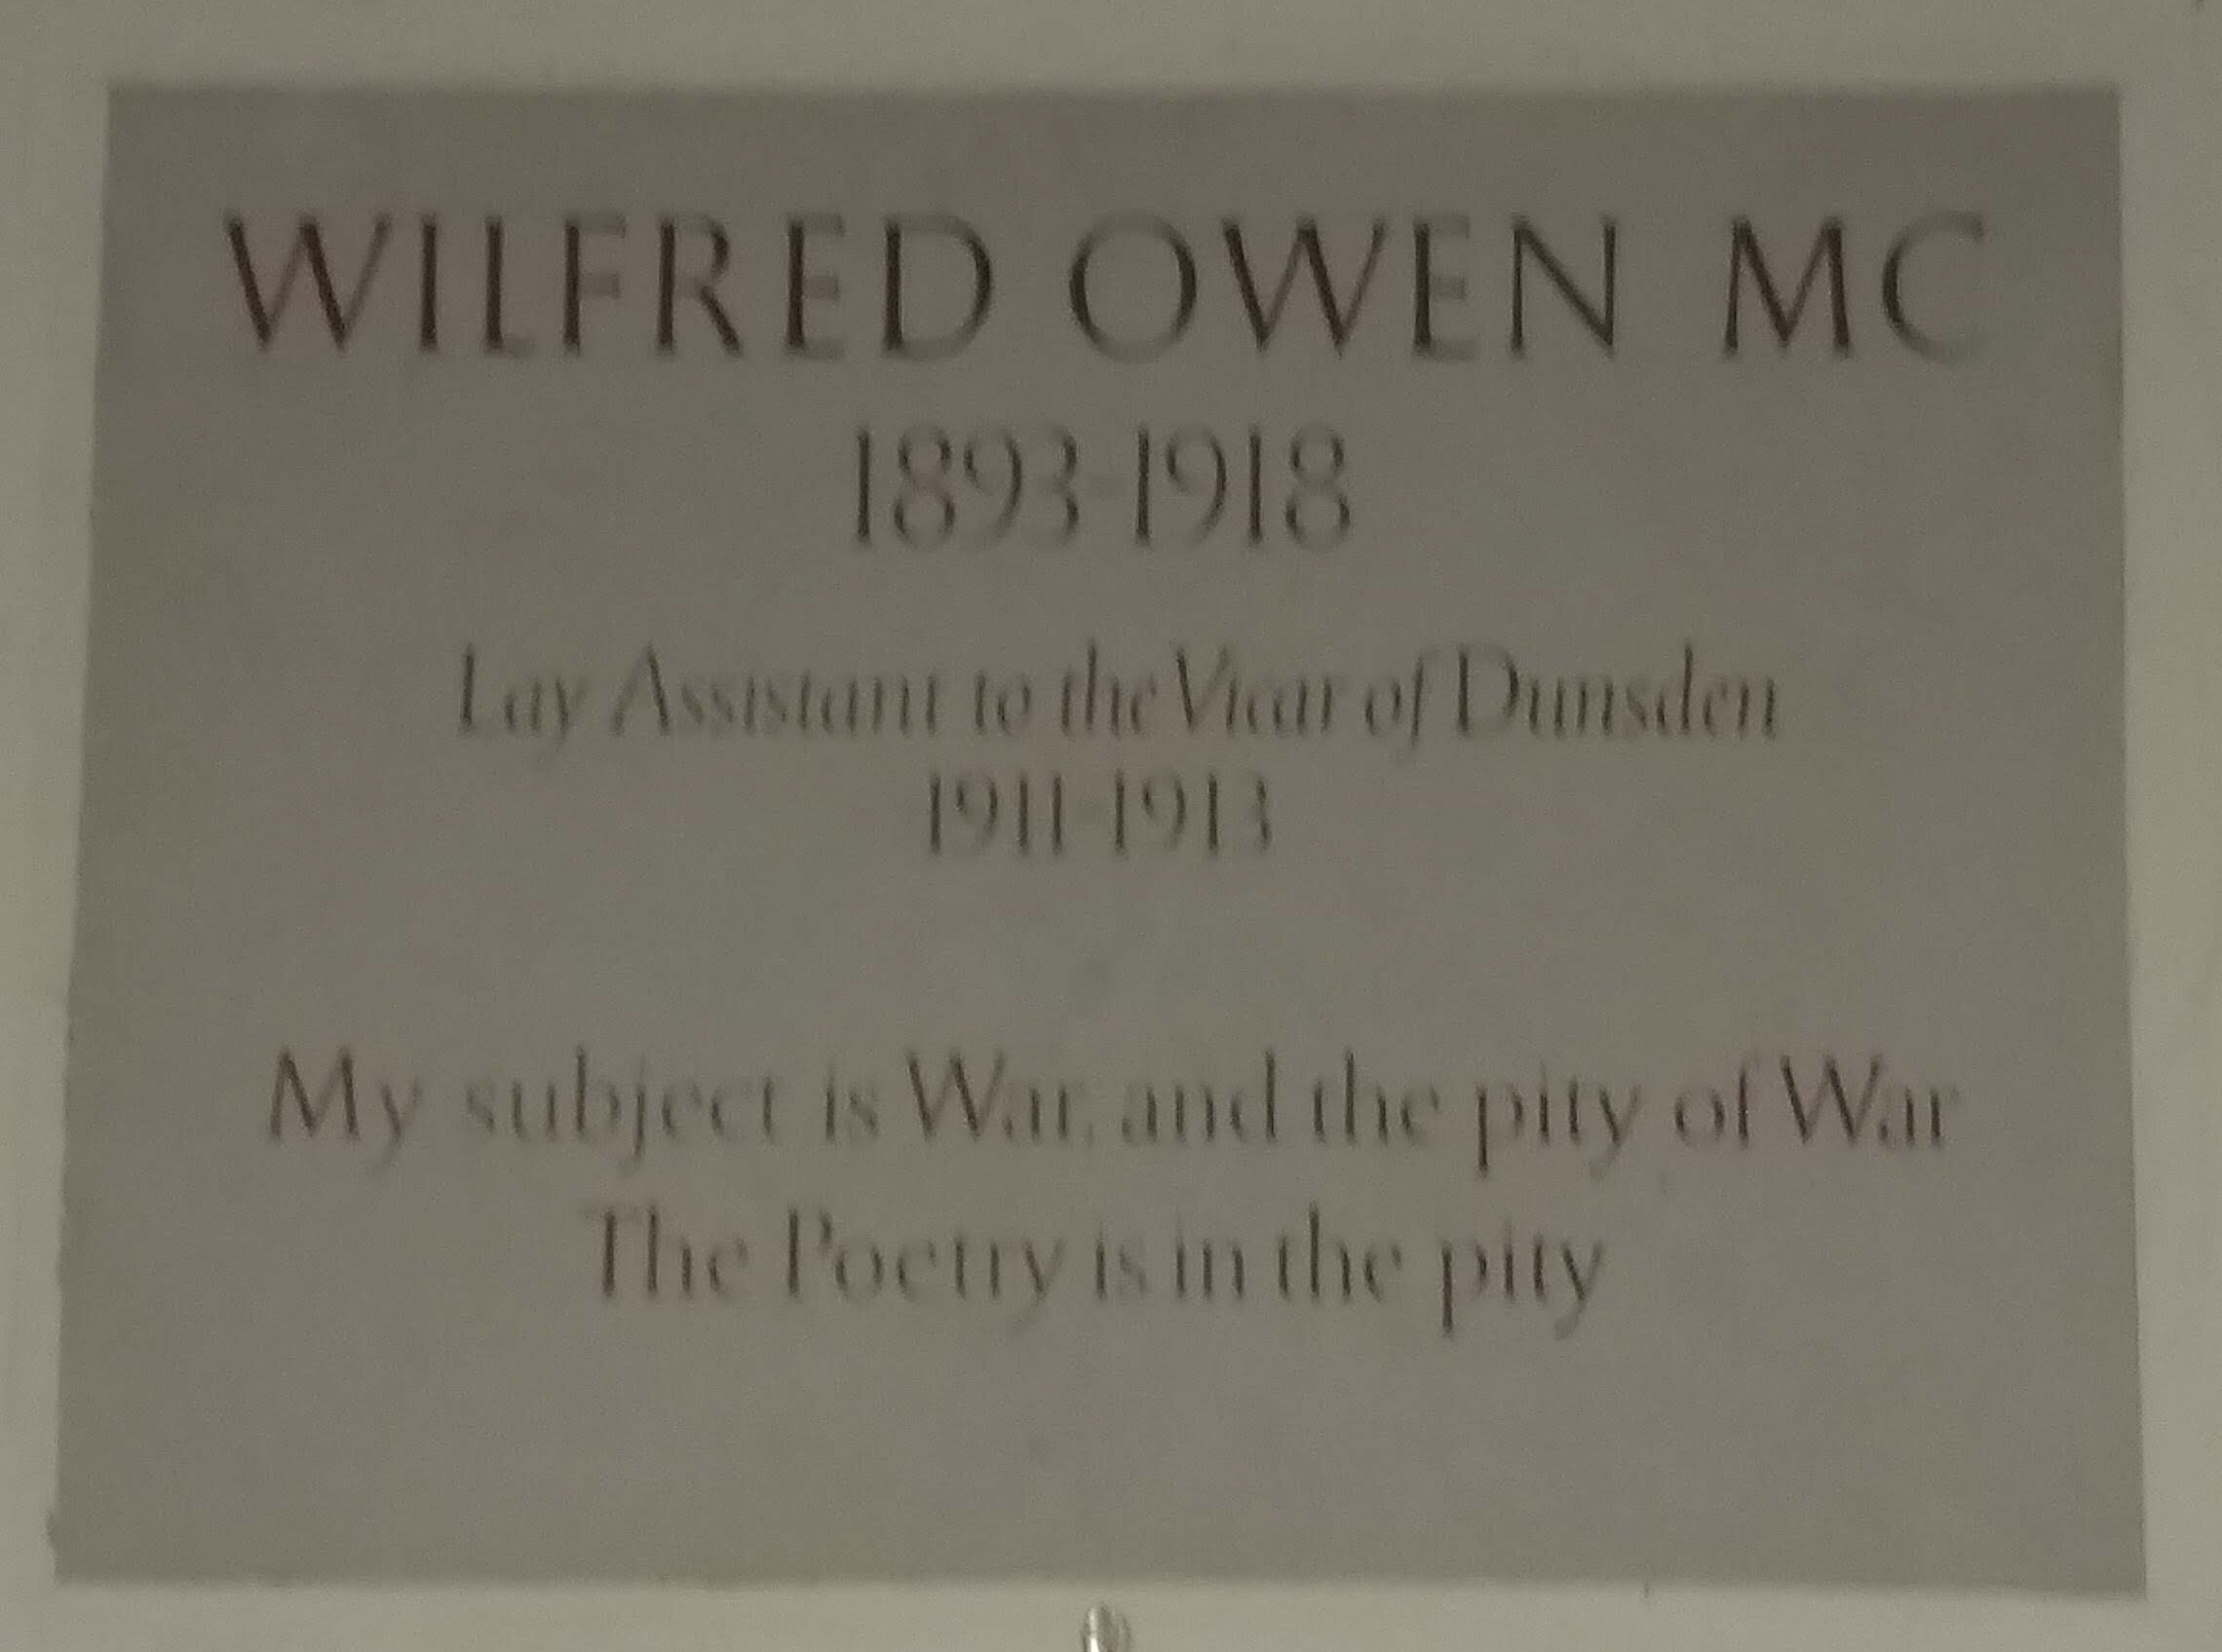 WILFRED OWEN MC
1893-1918
Lay Assistant to the Vicar of Dunsden
1911-1913
My subject is War, and the pity of War
The Poetry is in the pity